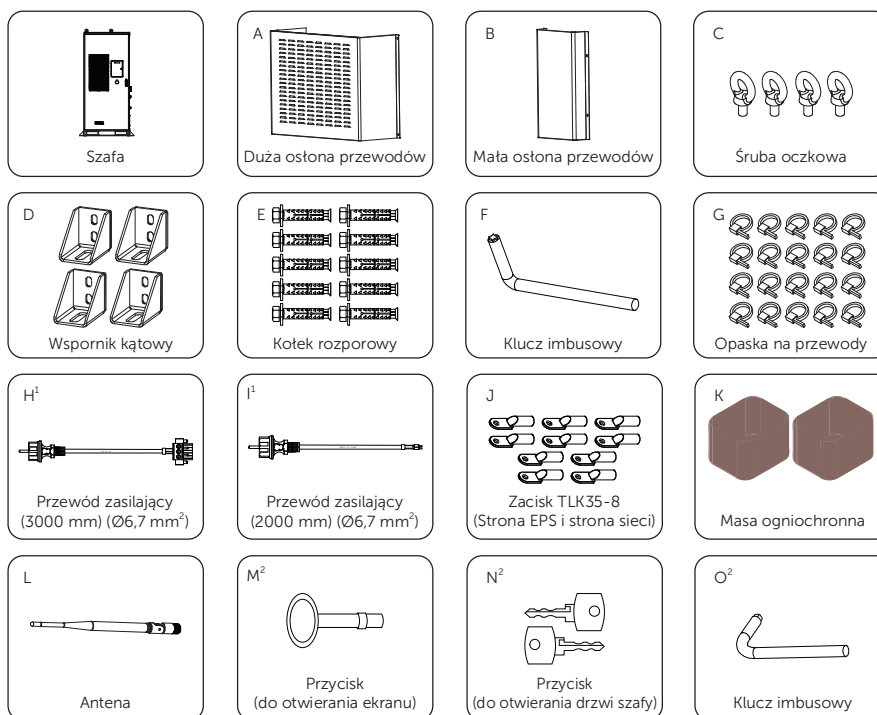 Szafa
A
Duża osłona przewodów
B
Mała osłona przewodów
C
Śruba oczkowa
D
Wspornik kątowy
E
Kołek rozporowy
F
Klucz imbusowy
G
Opaska na przewody
H¹
Przewód zasilający
(3000 mm) (Ø6,7 mm²)
I¹
Przewód zasilający
(2000 mm) (Ø6,7 mm²)
J
Zacisk TLK35-8
(Strona EPS i strona sieci)
K
Masa ogniochronna
L
Antena
M²
Przycisk
(do otwierania ekranu)
N²
Przycisk
(do otwierania drzwi szafy)
O²
Klucz imbusowy